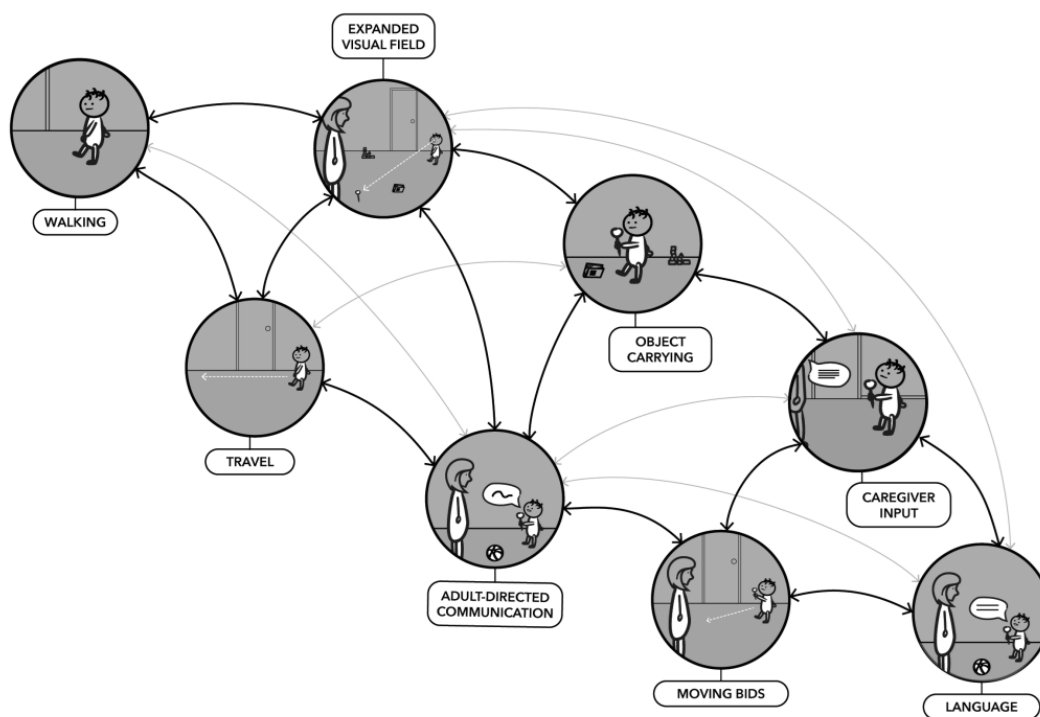 EXPANDED
VISUAL FIELD
WALKING
OBJECT
CARRYING
TRAVEL
CAREGIVER
INPUT
ADULT-DIRECTED
COMMUNICATION
MOVING BIDS
LANGUAGE